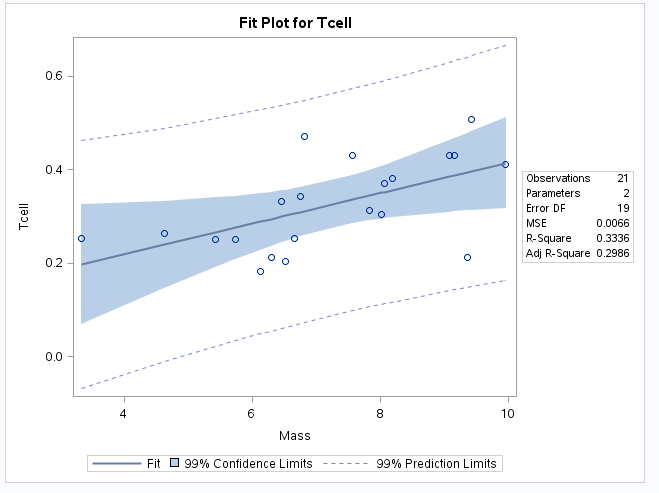 Fit Plot for Tcell
0.6
0.4
0.2
0.0
Tcell
4 6 8 10
Mass
Observations 21
Parameters 2
Error DF 19
MSE 0.0066
R-Square 0.3336
Adj R-Square 0.2986
Fit 99% Confidence Limits 99% Prediction Limits